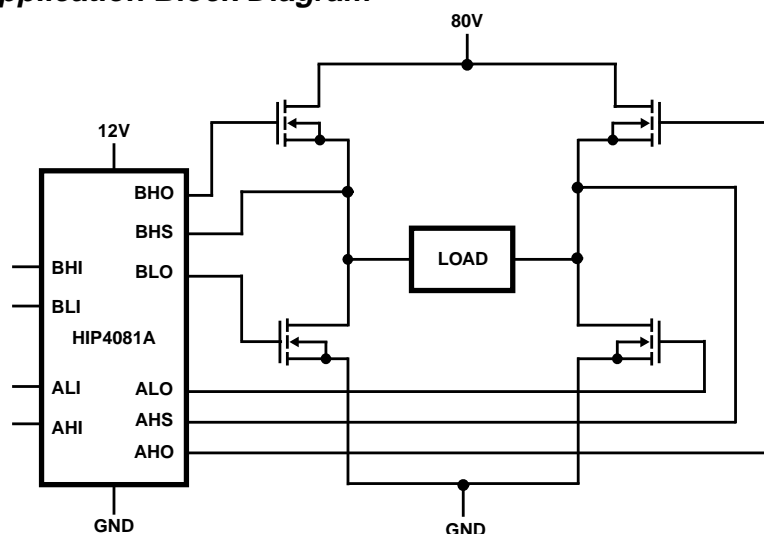 Application Block Diagram
80V
12V
BHO
BHS
BHI
BLO
LOAD
BLI
HIP4081A
ALI
ALO
AHI
AHS
AHO
GND
GND